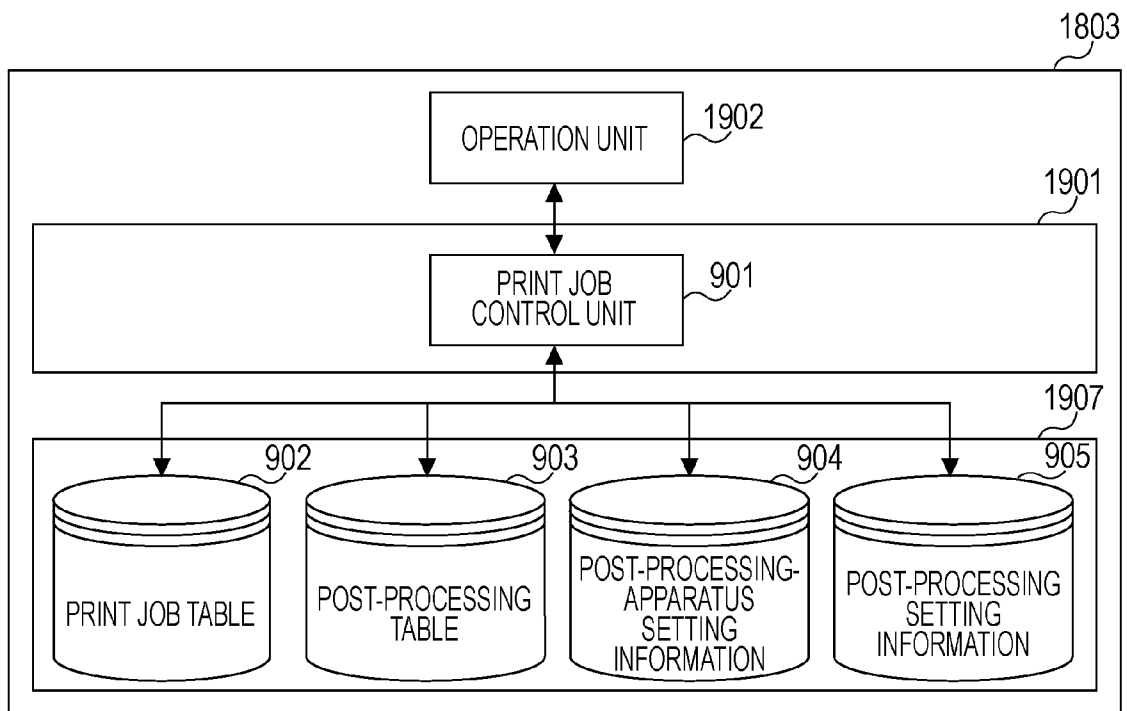 1803
OPERATION UNIT
1902
1901
PRINT JOB
CONTROL UNIT
901
1907
902
903
904
905
PRINT JOB TABLE
POST-PROCESSING
TABLE
POST-PROCESSING-
APPARATUS
SETTING
INFORMATION
POST-PROCESSING
SETTING
INFORMATION